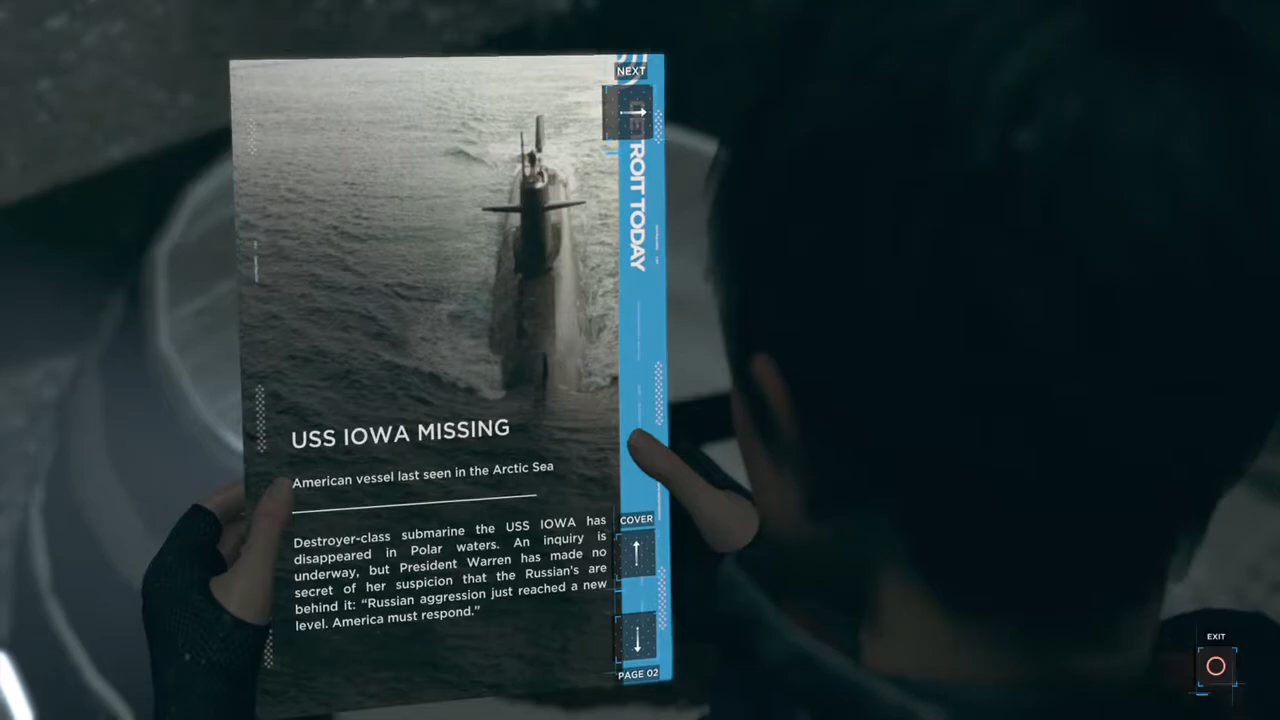 NEXT
DETROIT TODAY
USS IOWA MISSING
American vessel last seen in the Arctic Sea
Destroyer-class submarine the USS IOWA has
disappeared in Polar waters. An inquiry is
underway, but President Warren has made no
secret of her suspicion that the Russian's are
behind it: “Russian aggression just reached a new
level. America must respond.”
COVER
PAGE 02
EXIT